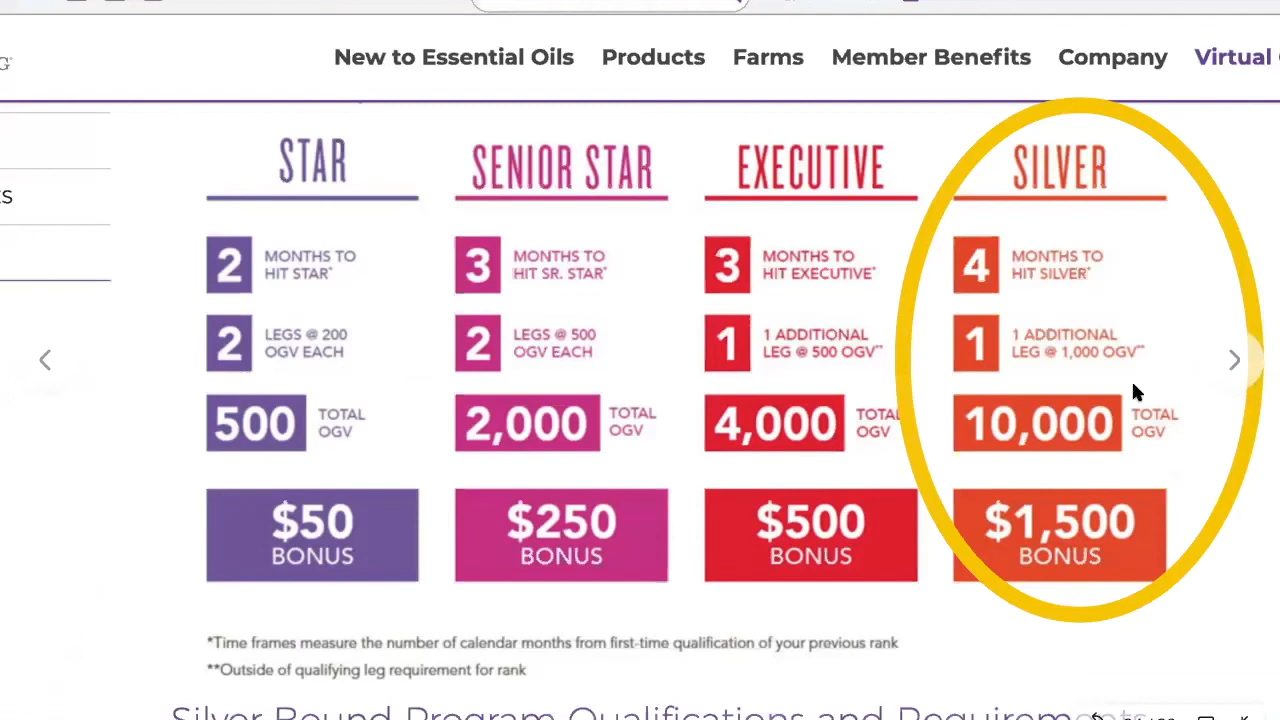 New to Essential Oils Products Farms Member Benefits Company Virtual
STAR
2 MONTHS TO
HIT STAR*
2 LEGS @ 200
OGV EACH
500 TOTAL
OGV
$50
BONUS
SENIOR STAR
3 MONTHS TO
HIT SR. STAR*
2 LEGS @ 500
OGV EACH
2,000 TOTAL
OGV
$250
BONUS
EXECUTIVE
3 MONTHS TO
HIT EXECUTIVE*
1 1 ADDITIONAL
LEG @ 500 OGV**
4,000 TOTAL
OGV
$500
BONUS
SILVER
4 MONTHS TO
HIT SILVER*
1 1 ADDITIONAL
LEG @ 1,000 OGV**
10,000 TOTAL
OGV
$1,500
BONUS
*Time frames measure the number of calendar months from first-time qualification of your previous rank
**Outside of qualifying leg requirement for rank
Silver Bound Program Qualifications and Requirements